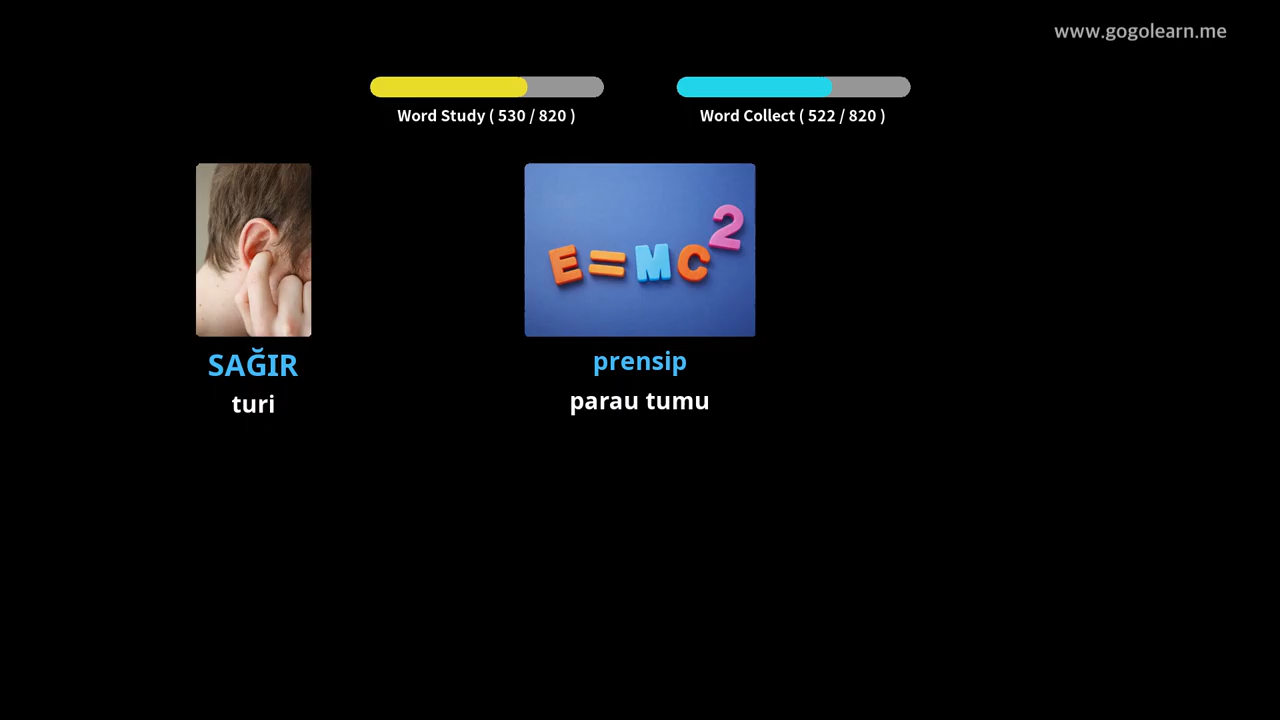 www.gogolearn.me
Word Study ( 530 / 820 )
Word Collect ( 522 / 820 )
E=MC2
SAĞIR
turi
prensip
parau tumu